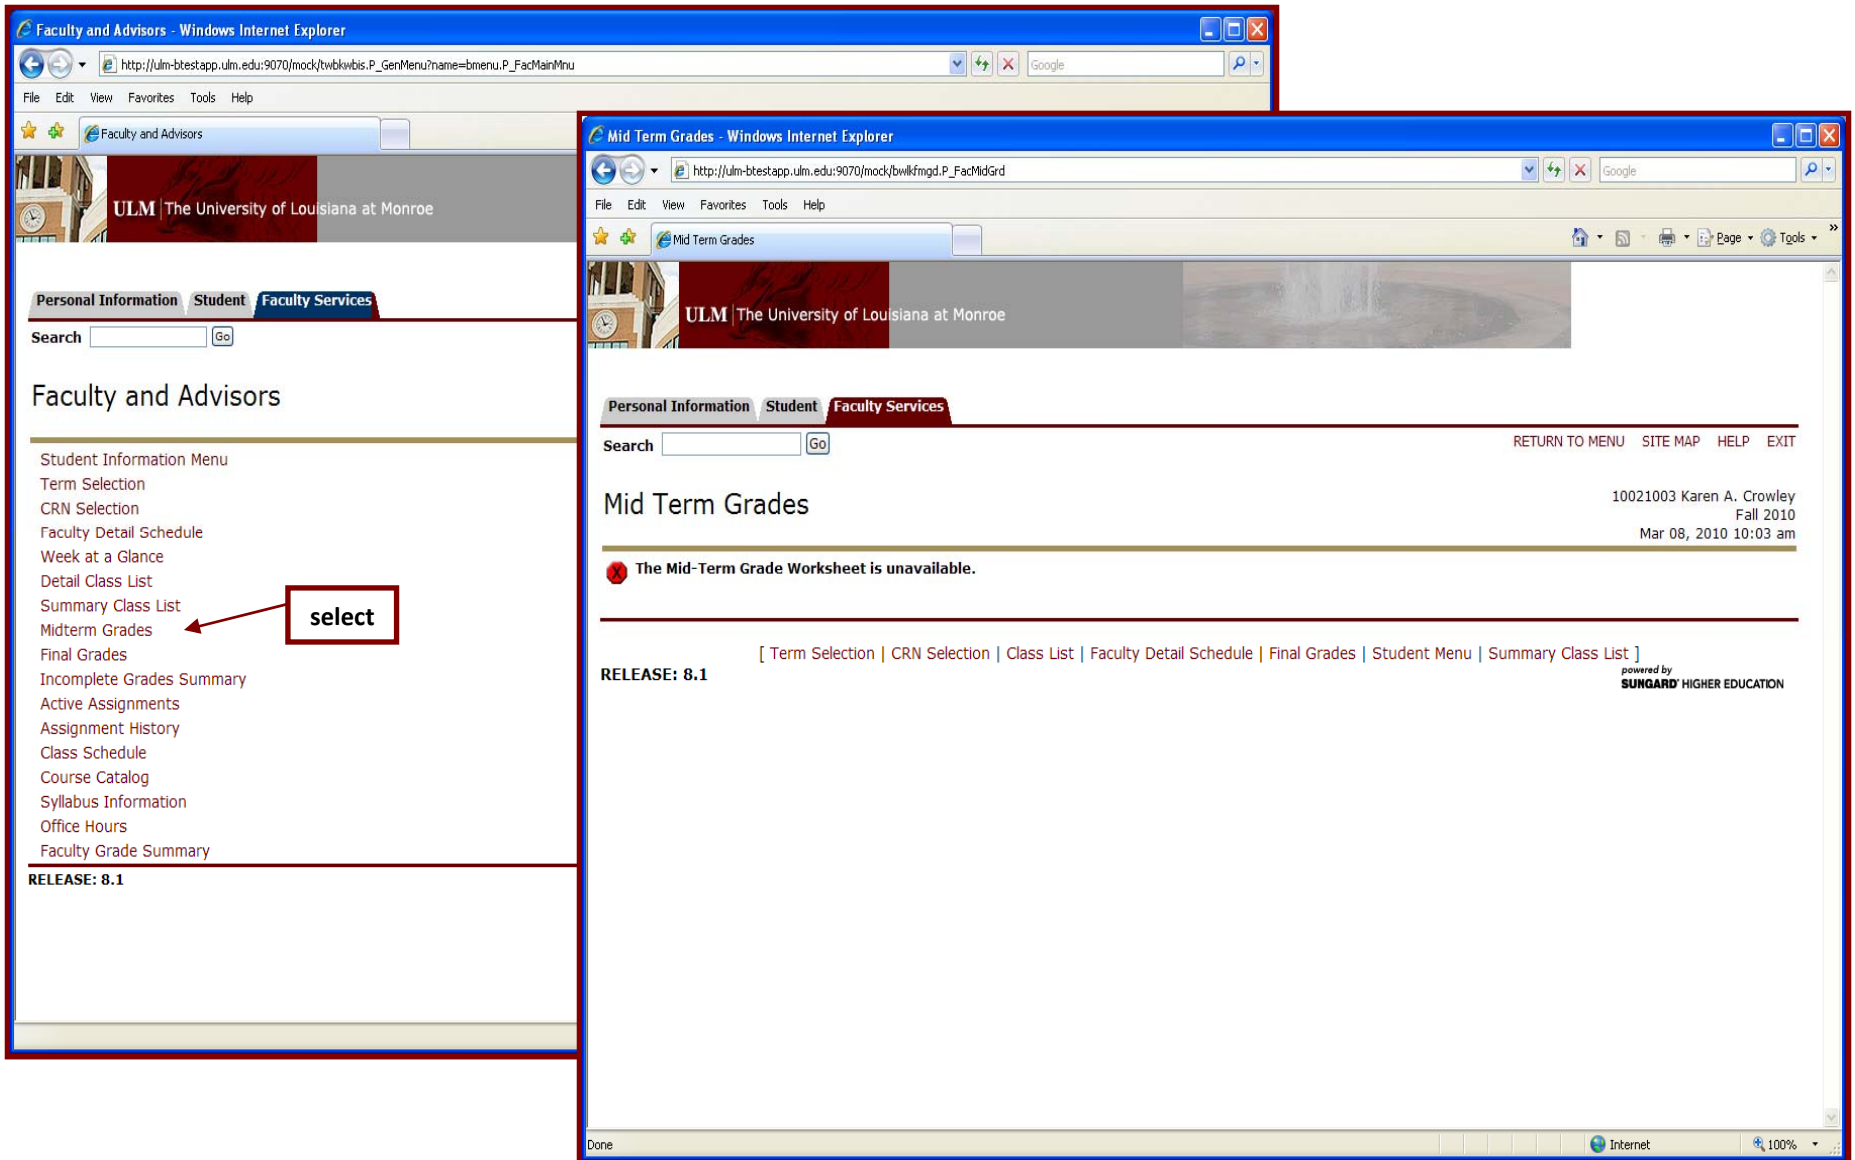 Faculty and Advisors - Windows Internet Explorer
http://ulm-btestapp.ulm.edu:9070/mock/twbkwbis.P_GenMenu?name=bmenu.P_FacMainMnu
Google
File Edit View Favorites Tools Help
Faculty and Advisors
ULM | The University of Louisiana at Monroe
Personal Information Student Faculty Services
Search Go
Faculty and Advisors
Student Information Menu
Term Selection
CRN Selection
Faculty Detail Schedule
Week at a Glance
Detail Class List
Summary Class List
Midterm Grades
Final Grades
Incomplete Grades Summary
Active Assignments
Assignment History
Class Schedule
Course Catalog
Syllabus Information
Office Hours
Faculty Grade Summary
RELEASE: 8.1
select
Mid Term Grades - Windows Internet Explorer
http://ulm-btestapp.ulm.edu:9070/mock/bwlkfmgd.P_FacMidGrd
Google
File Edit View Favorites Tools Help
Mid Term Grades
Page Tools »
ULM | The University of Louisiana at Monroe
Personal Information Student Faculty Services
Search Go
RETURN TO MENU SITE MAP HELP EXIT
Mid Term Grades
10021003 Karen A. Crowley
Fall 2010
Mar 08, 2010 10:03 am
X The Mid-Term Grade Worksheet is unavailable.
[ Term Selection | CRN Selection | Class List | Faculty Detail Schedule | Final Grades | Student Menu | Summary Class List ]
RELEASE: 8.1
powered by
SUNGARD' HIGHER EDUCATION
Done
Internet
100%